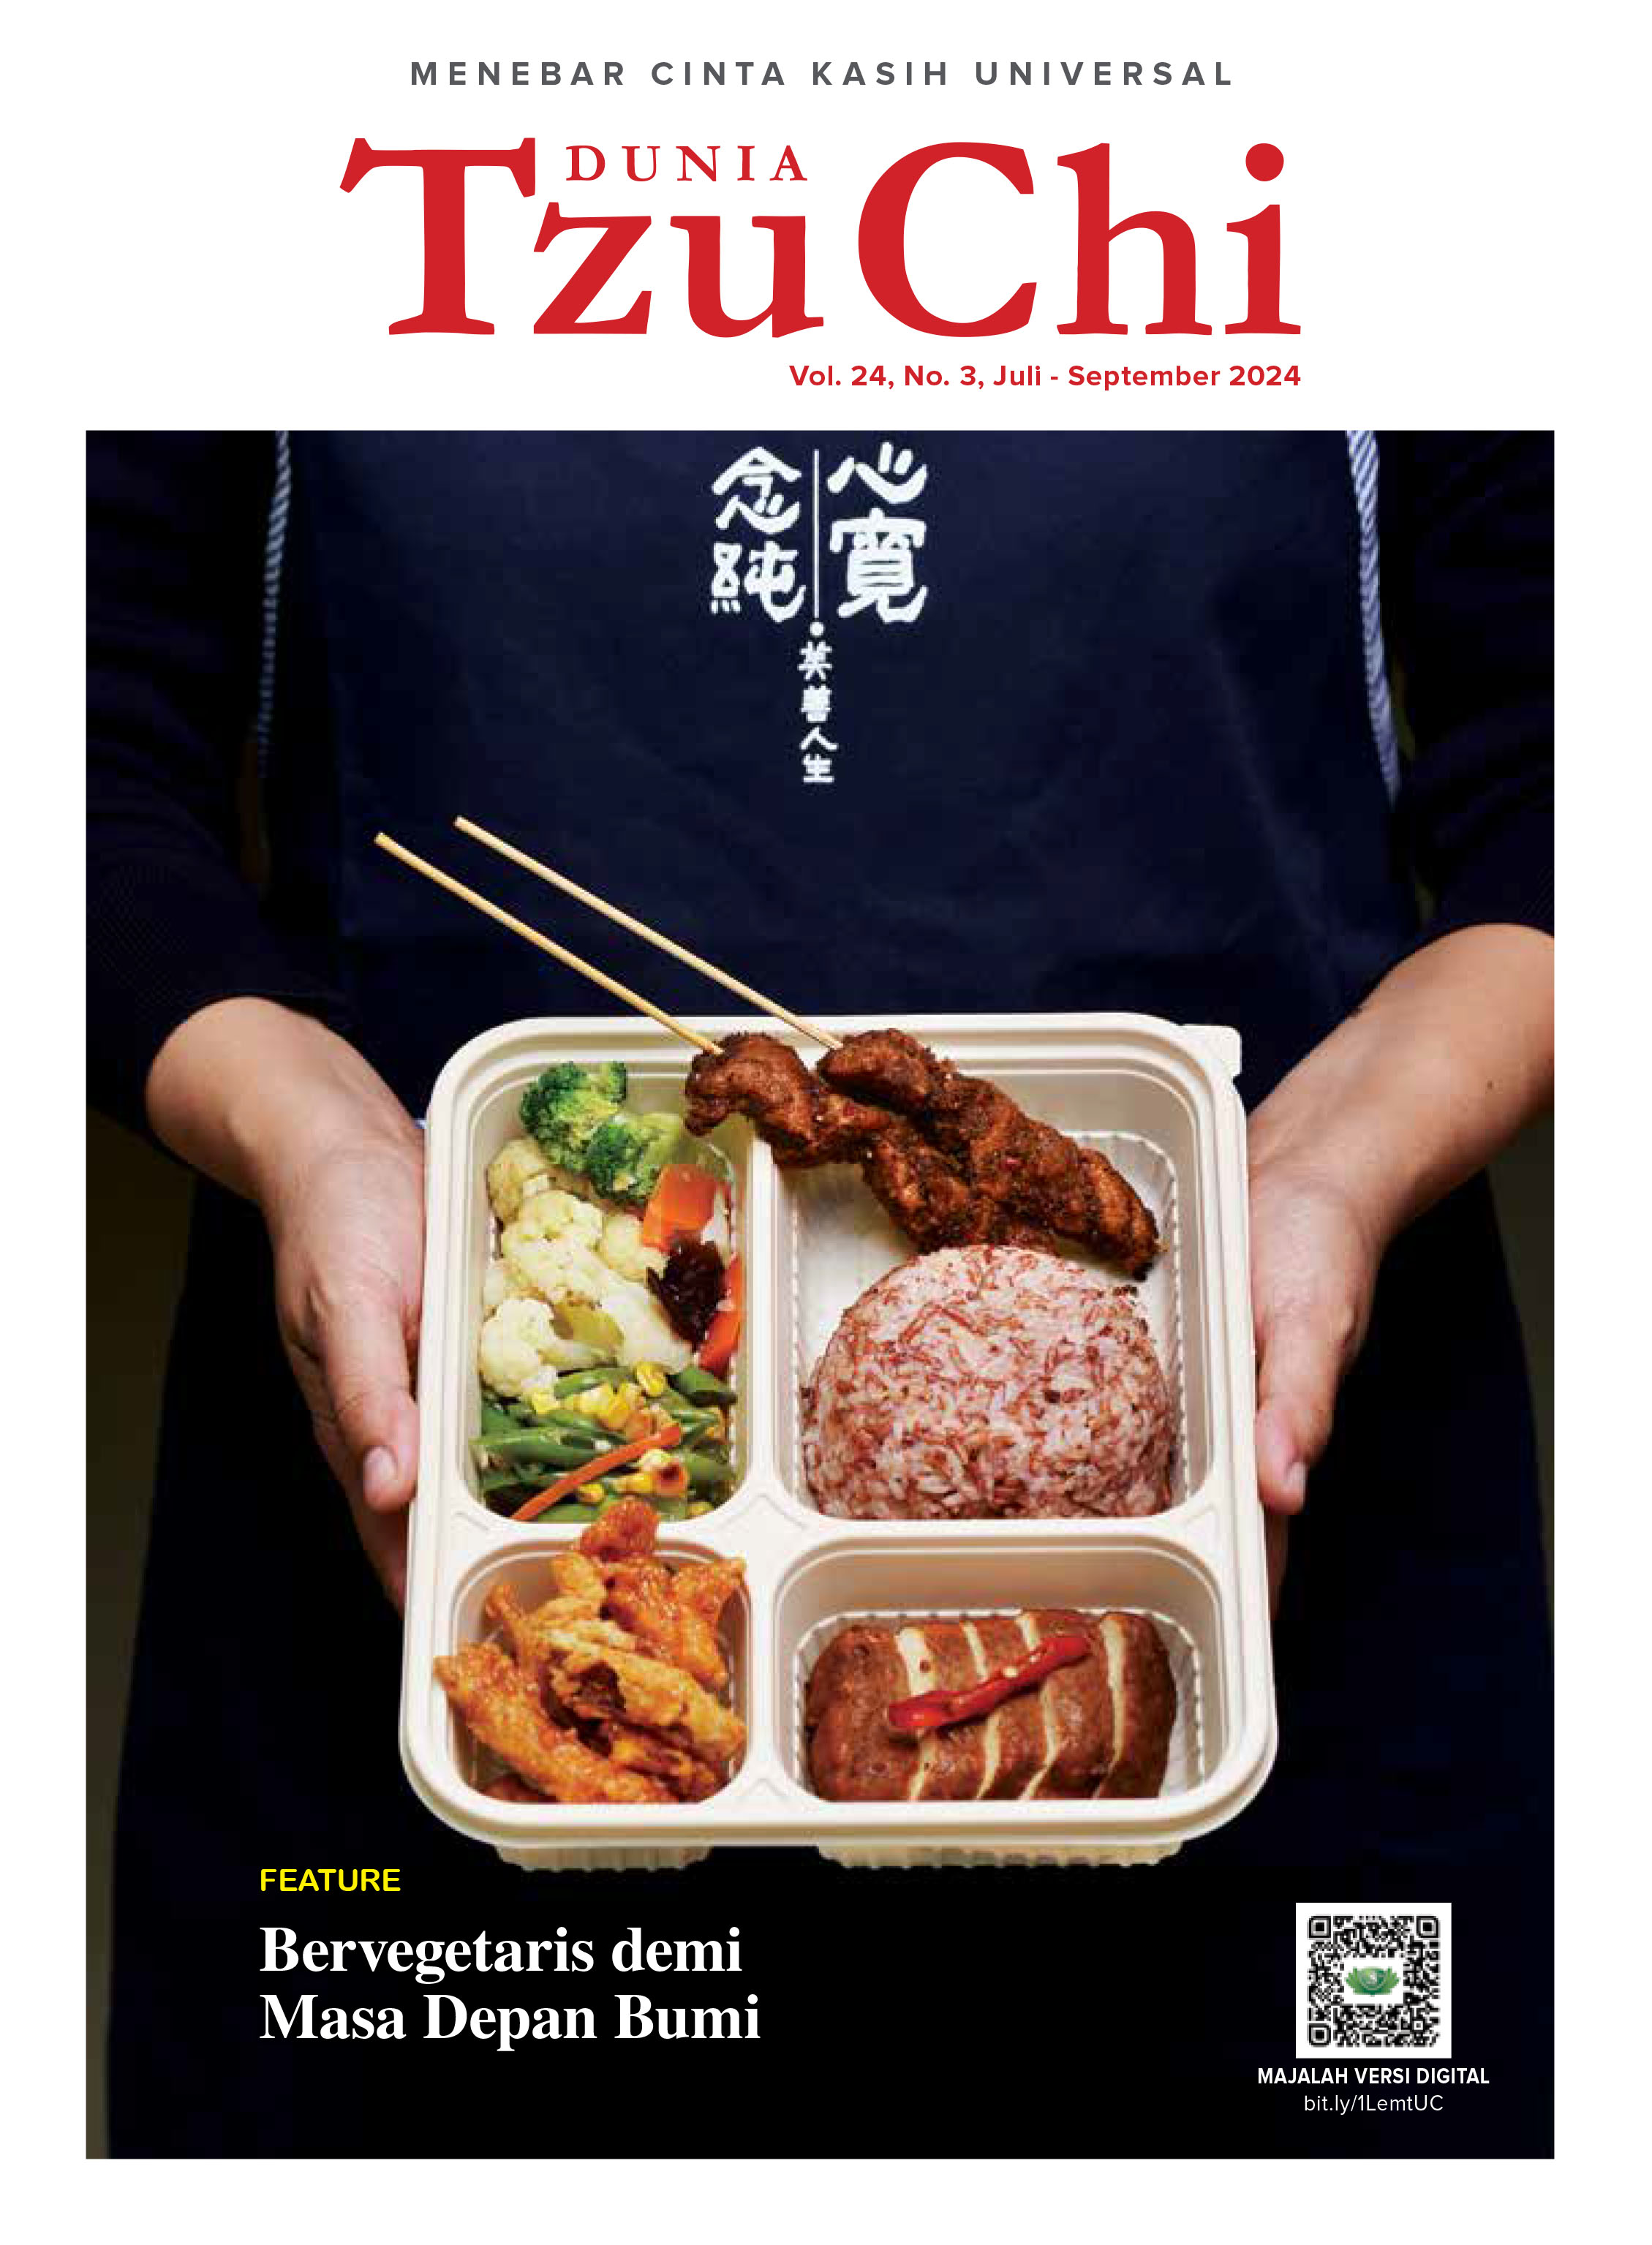 MENEBAR CINTA KASIH UNIVERSAL
DUNIA
Tzu Chi
Vol. 24, No. 3, Juli - September 2024
心寬
念純
美善人生
FEATURE
Bervegetaris demi
Masa Depan Bumi
MAJALAH VERSI DIGITAL
bit.ly/1LemtUC